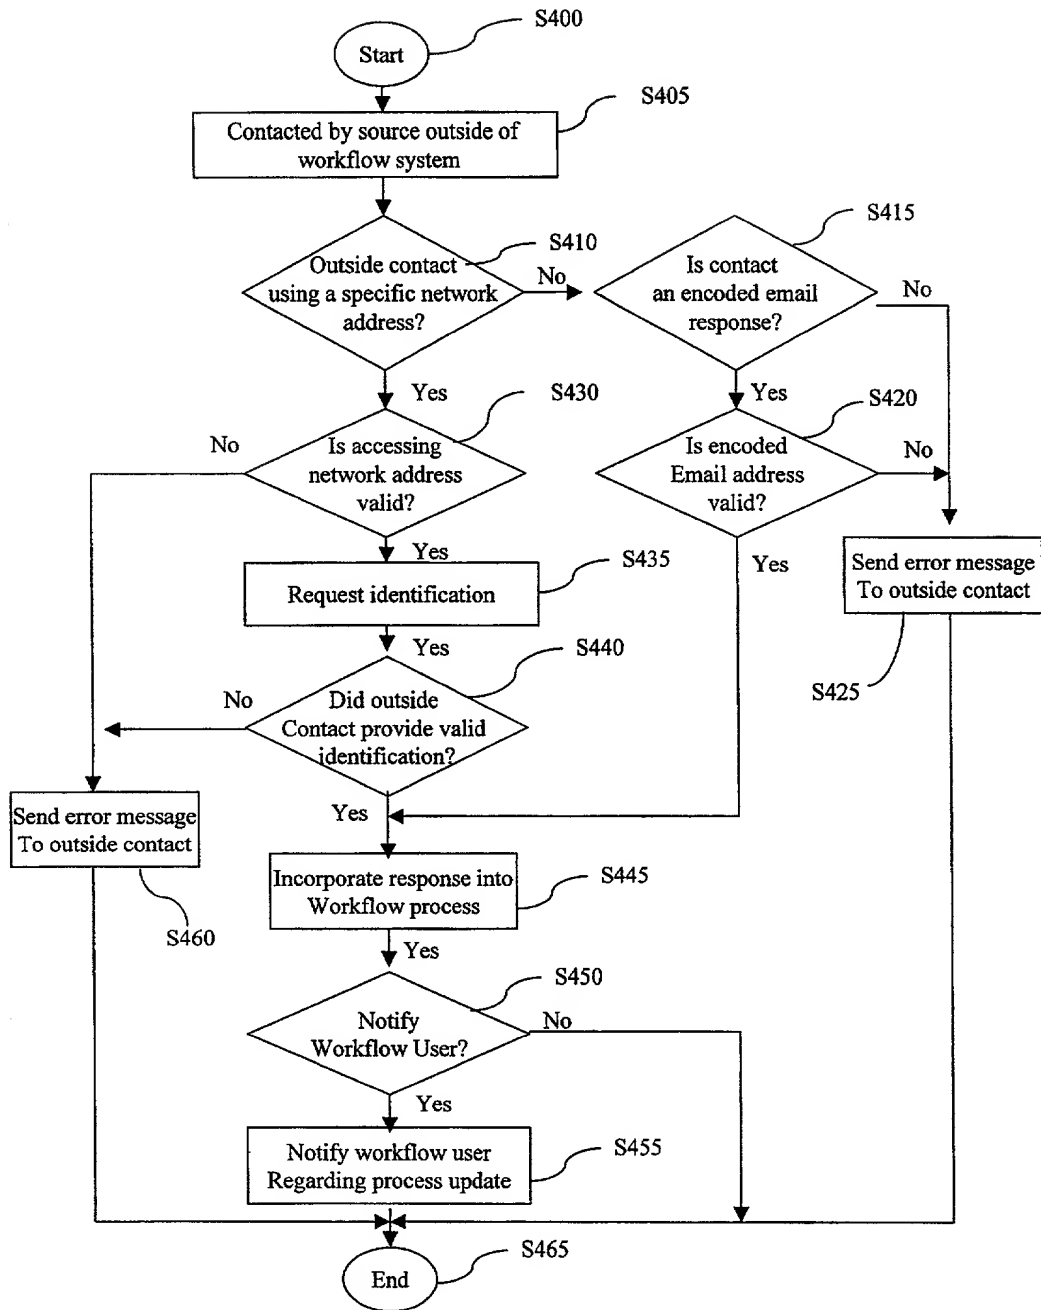 S400
Start
S405
Contacted by source outside of
workflow system
S410
Outside contact
using a specific network
address?
No
S415
Is contact
an encoded email
response?
No
Yes
Yes
S430
No
Is accessing
network address
valid?
S420
Is encoded
Email address
valid?
No
Yes
Yes
S435
Request identification
Send error message
To outside contact
S425
Yes
S440
No
Did outside
Contact provide valid
identification?
Yes
Send error message
To outside contact
S460
Incorporate response into
Workflow process
S445
Yes
S450
Notify
Workflow User?
No
Yes
Notify workflow user
Regarding process update
S455
End
S465